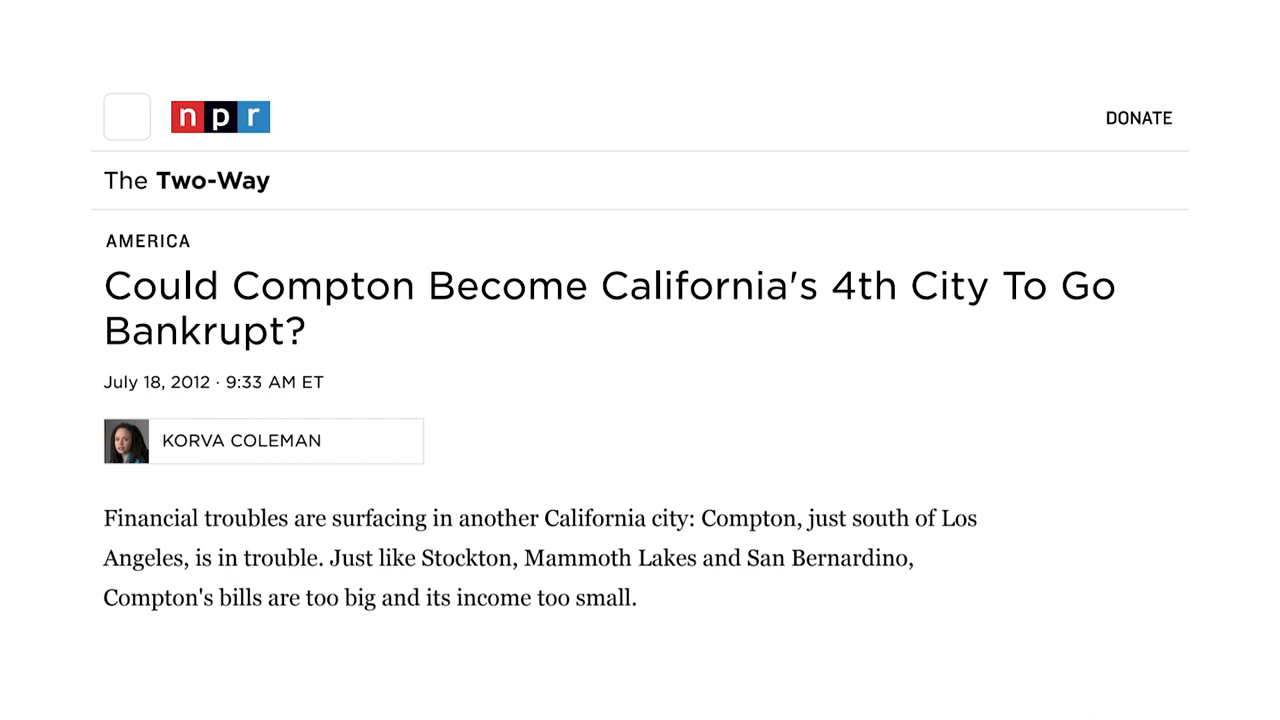 npr
DONATE
The Two-Way
AMERICA
Could Compton Become California's 4th City To Go
Bankrupt?
July 18, 2012 · 9:33 AM ET
KORVA COLEMAN
Financial troubles are surfacing in another California city: Compton, just south of Los
Angeles, is in trouble. Just like Stockton, Mammoth Lakes and San Bernardino,
Compton's bills are too big and its income too small.